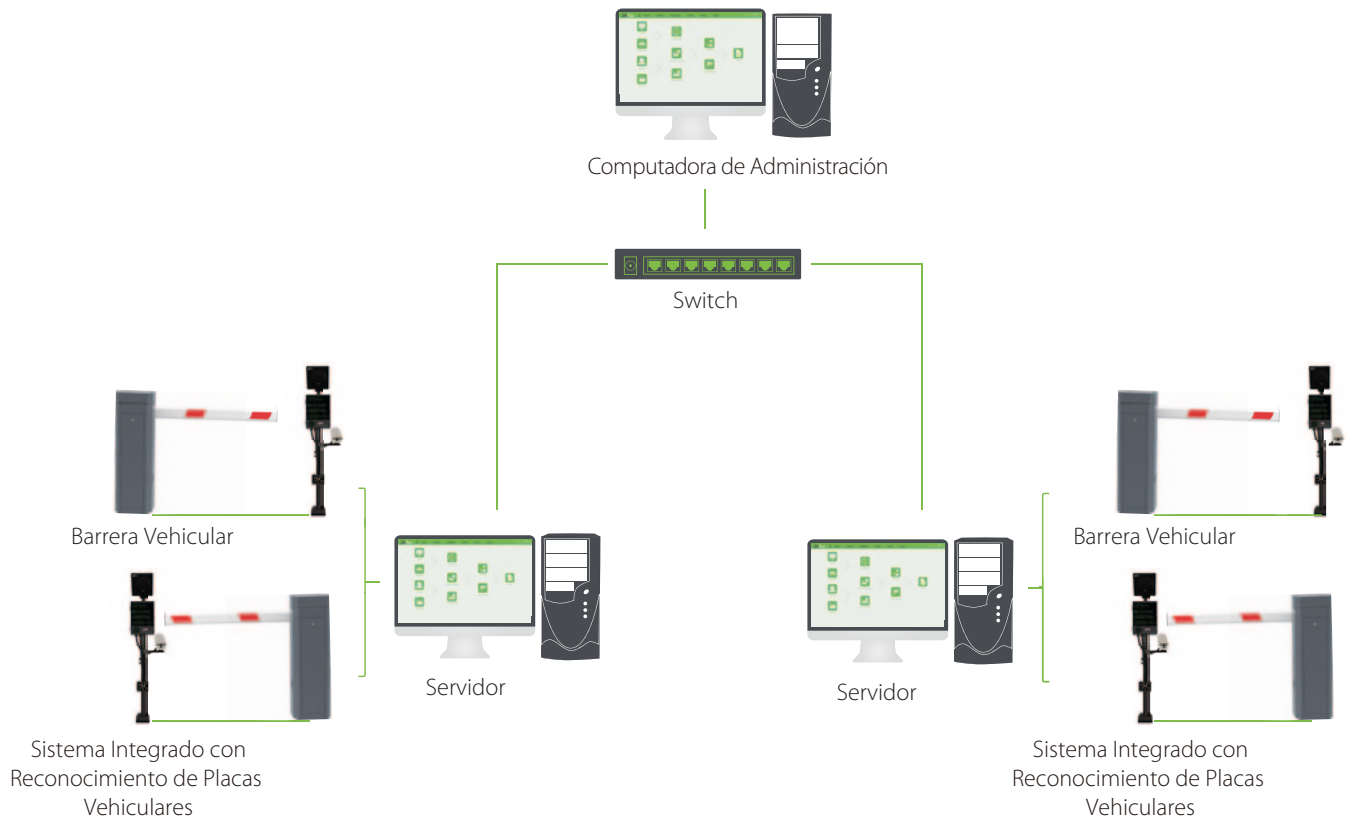 Computadora de Administración
Switch
Barrera Vehicular
Barrera Vehicular
Servidor
Servidor
Sistema Integrado con
Reconocimiento de Placas
Vehiculares
Sistema Integrado con
Reconocimiento de Placas
Vehiculares